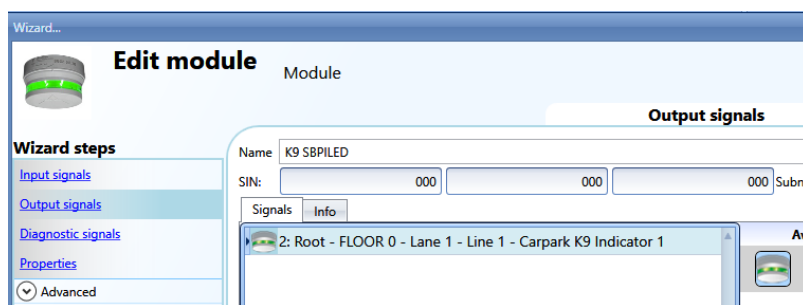 Wizard...
Edit module
Module
Output signals
Wizard steps
Name K9 SBPILED
Input signals
SIN: 000 000 000
Output signals
Signals Info
Diagnostic signals
2: Root - FLOOR 0 - Lane 1 - Line 1 - Carpark K9 Indicator 1
Properties
Advanced